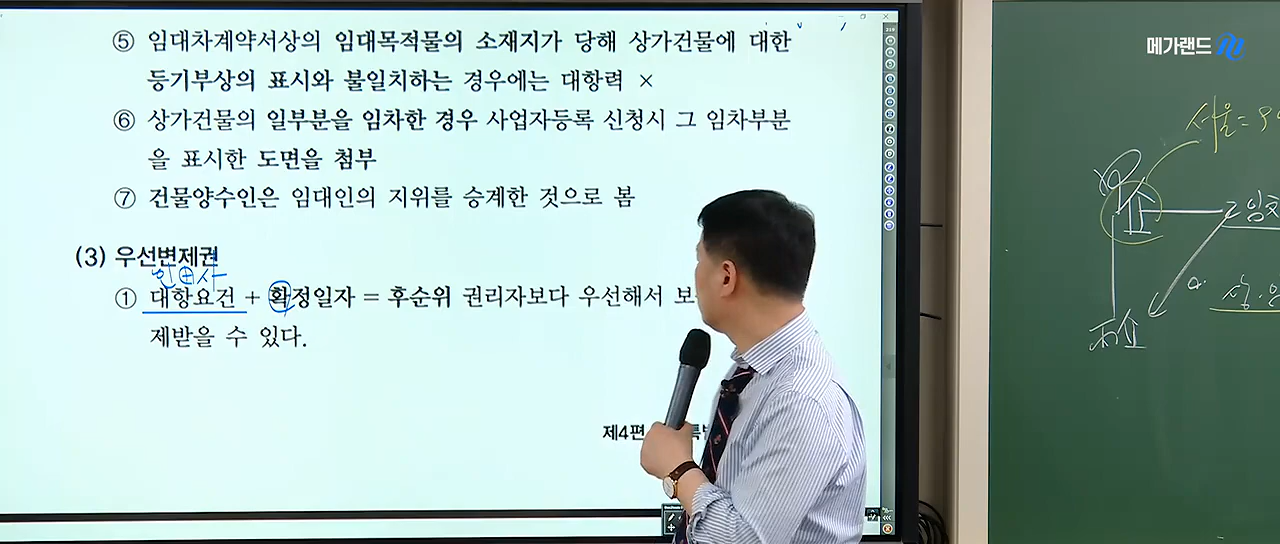 ⑤ 임대차계약서상의 임대목적물의 소재지가 당해 상가건물에 대한
등기부상의 표시와 불일치하는 경우에는 대항력 ×
⑥ 상가건물의 일부분을 임차한 경우 사업자등록 신청시 그 임차부분
을 표시한 도면을 첨부
⑦ 건물양수인은 임대인의 지위를 승계한 것으로 봄
(3) 우선변제권
인+사
① 대항요건 + 확정일자 = 후순위 권리자보다 우선해서 보
제받을 수 있다.
제4편
메가랜드
서울=